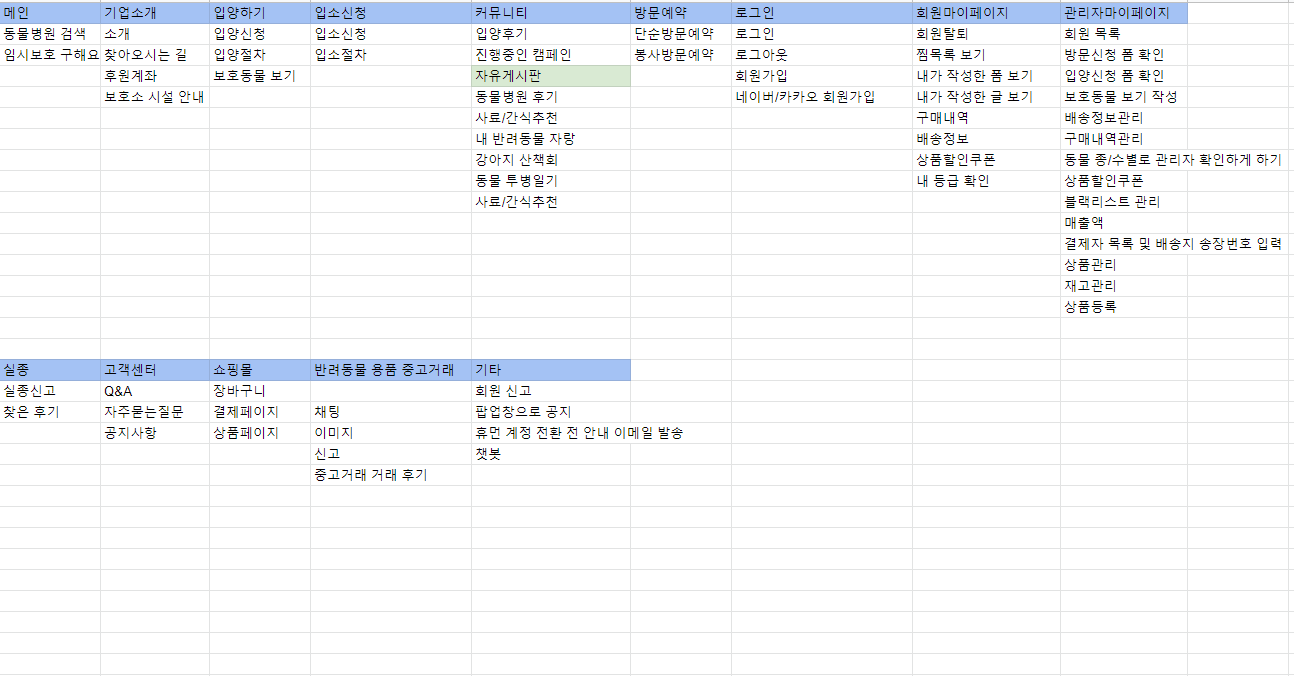 메인 기업소개 입양하기 입소신청 커뮤니티 방문예약 로그인 회원마이페이지 관리자마이페이지
동물병원 검색 소개 입양신청 입소신청 입양후기 단순방문예약 로그인 회원탈퇴 회원 목록
임시보호 구해요 찾아오시는 길 입양절차 입소절차 진행중인 캠페인 봉사방문예약 로그아웃 찜목록 보기 방문신청 폼 확인
후원계좌 보호동물 보기 자유게시판 회원가입 내가 작성한 폼 보기 입양신청 폼 확인
보호소 시설 안내 동물병원 후기 네이버/카카오 회원가입 내가 작성한 글 보기 보호동물 보기 작성
사료/간식추천 구매내역 배송정보관리
내 반려동물 자랑 배송정보 구매내역관리
강아지 산책회 상품할인쿠폰 동물 종/수별로 관리자 확인하게 하기
동물 투병일기 내 등급 확인 상품할인쿠폰
사료/간식추천 블랙리스트 관리
매출액
결제자 목록 및 배송지 송장번호 입력
상품관리
재고관리
상품등록
실종 고객센터 쇼핑몰 반려동물 용품 중고거래 기타
실종신고 Q&A 장바구니 회원 신고
찾은 후기 자주묻는질문 결제페이지 채팅 팝업창으로 공지
공지사항 상품페이지 이미지 휴먼 계정 전환 전 안내 이메일 발송
신고 챗봇
중고거래 거래 후기